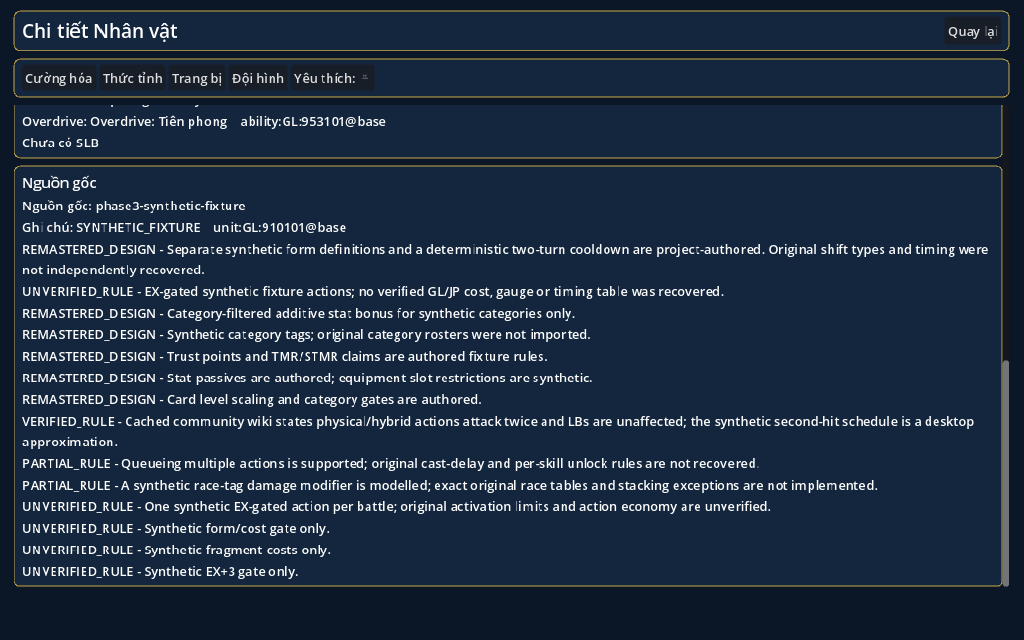 Chi tiết Nhân vật
Quay lại
Cường hóa Thức tỉnh Trang bị Đội hình Yêu thích:
Overdrive: Overdrive: Tiên phong ability:GL:953101@base
Chưa có SLB
Nguồn gốc
Nguồn gốc: phase3-synthetic-fixture
Ghi chú: SYNTHETIC_FIXTURE unit:GL:910101@base
REMASTERED_DESIGN - Separate synthetic form definitions and a deterministic two-turn cooldown are project-authored. Original shift types and timing were
not independently recovered.
UNVERIFIED_RULE - EX-gated synthetic fixture actions; no verified GL/JP cost, gauge or timing table was recovered.
REMASTERED_DESIGN - Category-filtered additive stat bonus for synthetic categories only.
REMASTERED_DESIGN - Synthetic category tags; original category rosters were not imported.
REMASTERED_DESIGN - Trust points and TMR/STMR claims are authored fixture rules.
REMASTERED_DESIGN - Stat passives are authored; equipment slot restrictions are synthetic.
REMASTERED_DESIGN - Card level scaling and category gates are authored.
VERIFIED_RULE - Cached community wiki states physical/hybrid actions attack twice and LBs are unaffected; the synthetic second-hit schedule is a desktop
approximation.
PARTIAL_RULE - Queueing multiple actions is supported; original cast-delay and per-skill unlock rules are not recovered.
PARTIAL_RULE - A synthetic race-tag damage modifier is modelled; exact original race tables and stacking exceptions are not implemented.
UNVERIFIED_RULE - One synthetic EX-gated action per battle; original activation limits and action economy are unverified.
UNVERIFIED_RULE - Synthetic form/cost gate only.
UNVERIFIED_RULE - Synthetic fragment costs only.
UNVERIFIED_RULE - Synthetic EX+3 gate only.